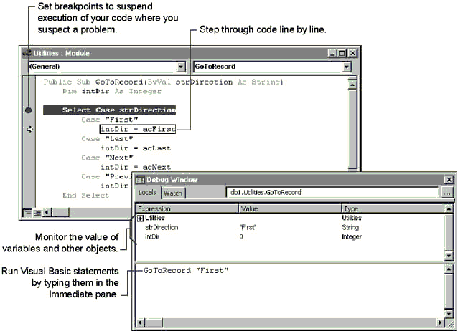 Set breakpoints to suspend
execution of your code where you
suspect a problem.
Step through code line by line.
Utilities : Module
(General)
GoToRecord
Public Sub GoToRecord(ByVal strDirection As String)
Dim intDir As Integer
Select Case strDirection
Case "First"
intDir = acFirst
Case "Last"
intDir = acLast
Case "Next"
intDir = acNext
Case "Previ
intDir
End Select
Debug Window
Locals
Watch
db1.Utilities.GoToRecord
...
Expression
Value
Type
Utilities
Utilities
strDirection
"First"
String
intDir
0
Integer
Monitor the value of
variables and other objects.
GoToRecord "First"
Run Visual Basic statements
by typing them in the
Immediate pane